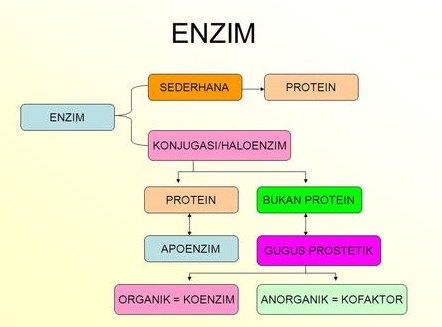 ENZIM
SEDERHANA
PROTEIN
ENZIM
KONJUGASI/HALOENZIM
PROTEIN
BUKAN PROTEIN
APOENZIM
GUGUS PROSTETIK
ORGANIK = KOENZIM
ANORGANIK = KOFAKTOR